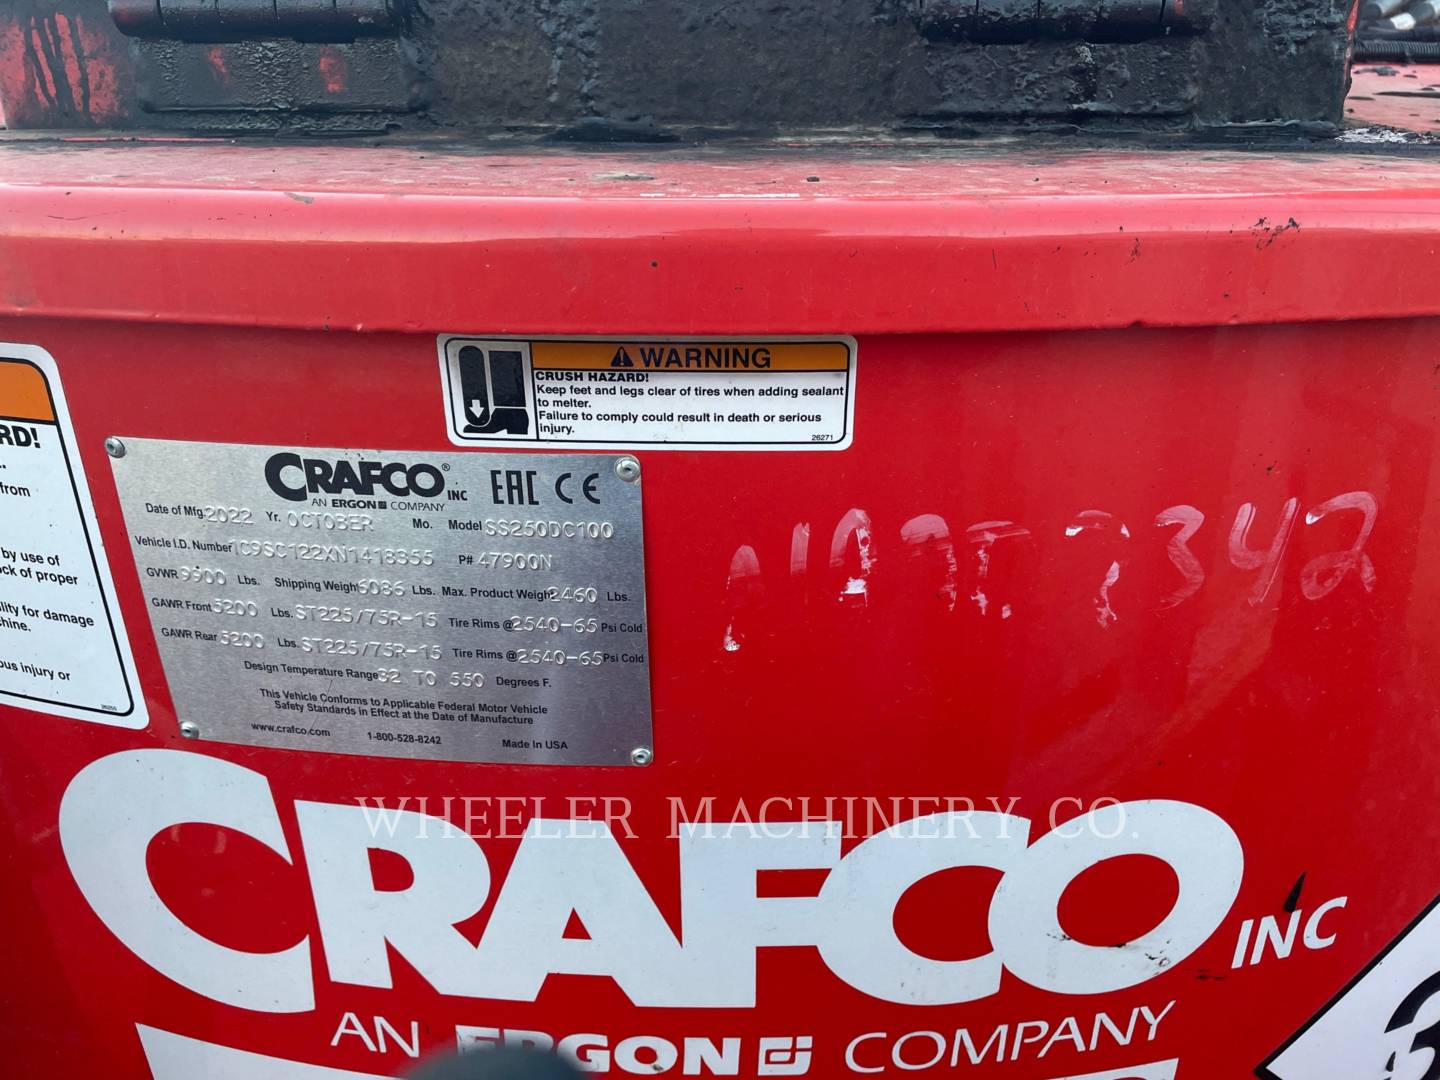 WARNING
CRUSH HAZARD!
Keep feet and legs clear of tires when adding sealant
to melter.
Failure to comply could result in death or serious
injury.
26271
RD!
from
by use of
ck of proper
ility for damage
chine.
ous injury or
CRAFCO® INC EAC CE
AN ERGON COMPANY
Date of Mfg. 2022 Yr. OCTOBER Mo. Model SS250DC100
Vehicle I.D. Number 1C9SC122XN1418355 P# 47900N
GVWR 9900 Lbs. Shipping Weight 6086 Lbs. Max. Product Weight 2460 Lbs.
GAWR Front 5200 Lbs. ST225/75R-15 Tire Rims @ 2540-65 Psi Cold
GAWR Rear 5200 Lbs. ST225/75R-15 Tire Rims @ 2540-65 Psi Cold
Design Temperature Range 32 TO 550 Degrees F.
This Vehicle Conforms to Applicable Federal Motor Vehicle
Safety Standards in Effect at the Date of Manufacture
www.crafco.com 1-800-528-8242 Made In USA
7342
WHEELER MACHINERY CO.
CRAFCO INC
AN ERGON COMPANY